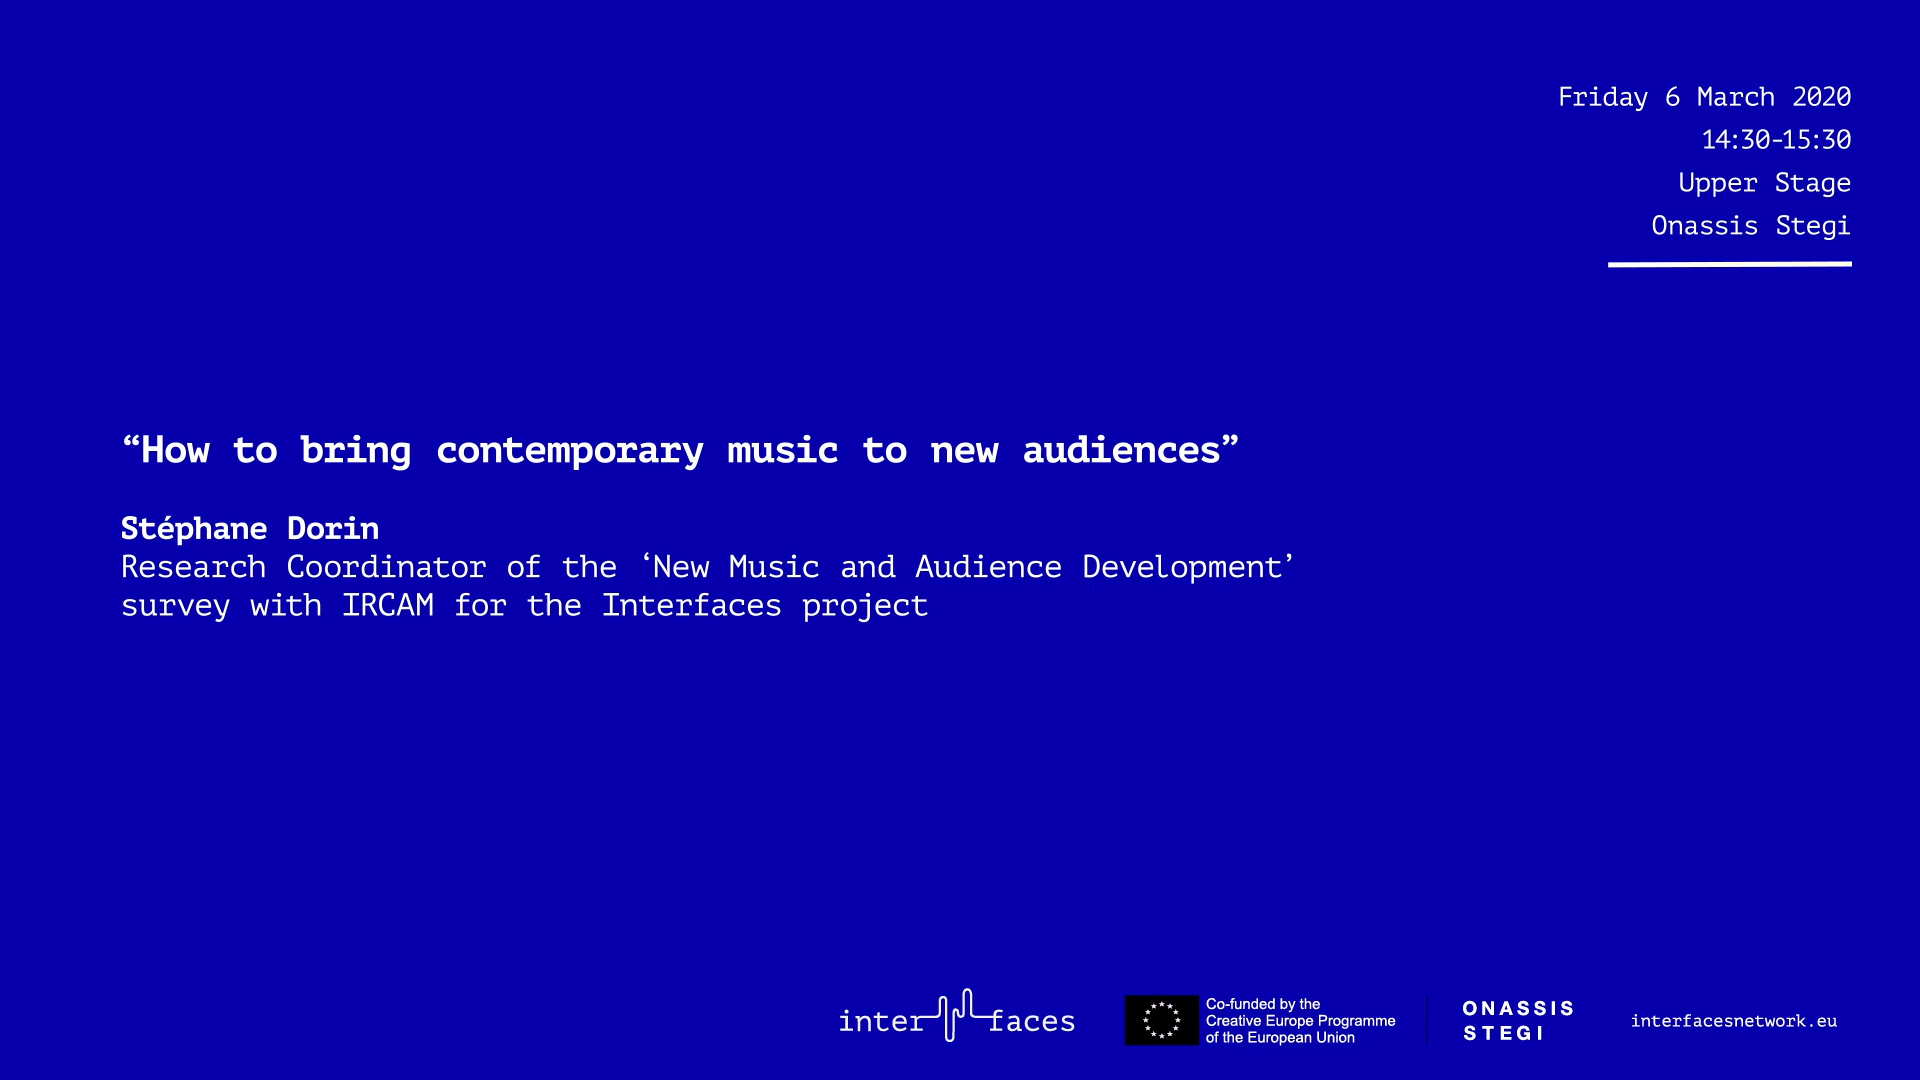 Friday 6 March 2020
14:30-15:30
Upper Stage
Onassis Stegi
“How to bring contemporary music to new audiences”
Stéphane Dorin
Research Coordinator of the ‘New Music and Audience Development’
survey with IRCAM for the Interfaces project
inter faces
Co-funded by the
Creative Europe Programme
of the European Union
ONASSIS
STEGI
interfacesnetwork.eu